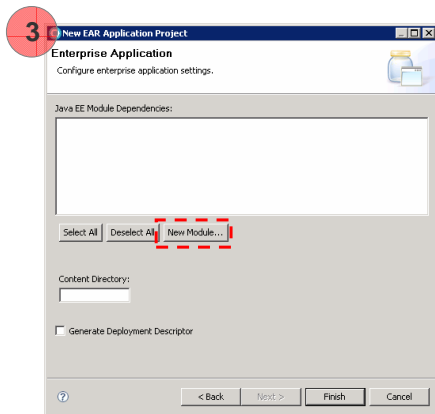 3
New EAR Application Project
Enterprise Application
Configure enterprise application settings.
Java EE Module Dependencies:
Select All Deselect All New Module...
Content Directory:
Generate Deployment Descriptor
? < Back Next > Finish Cancel